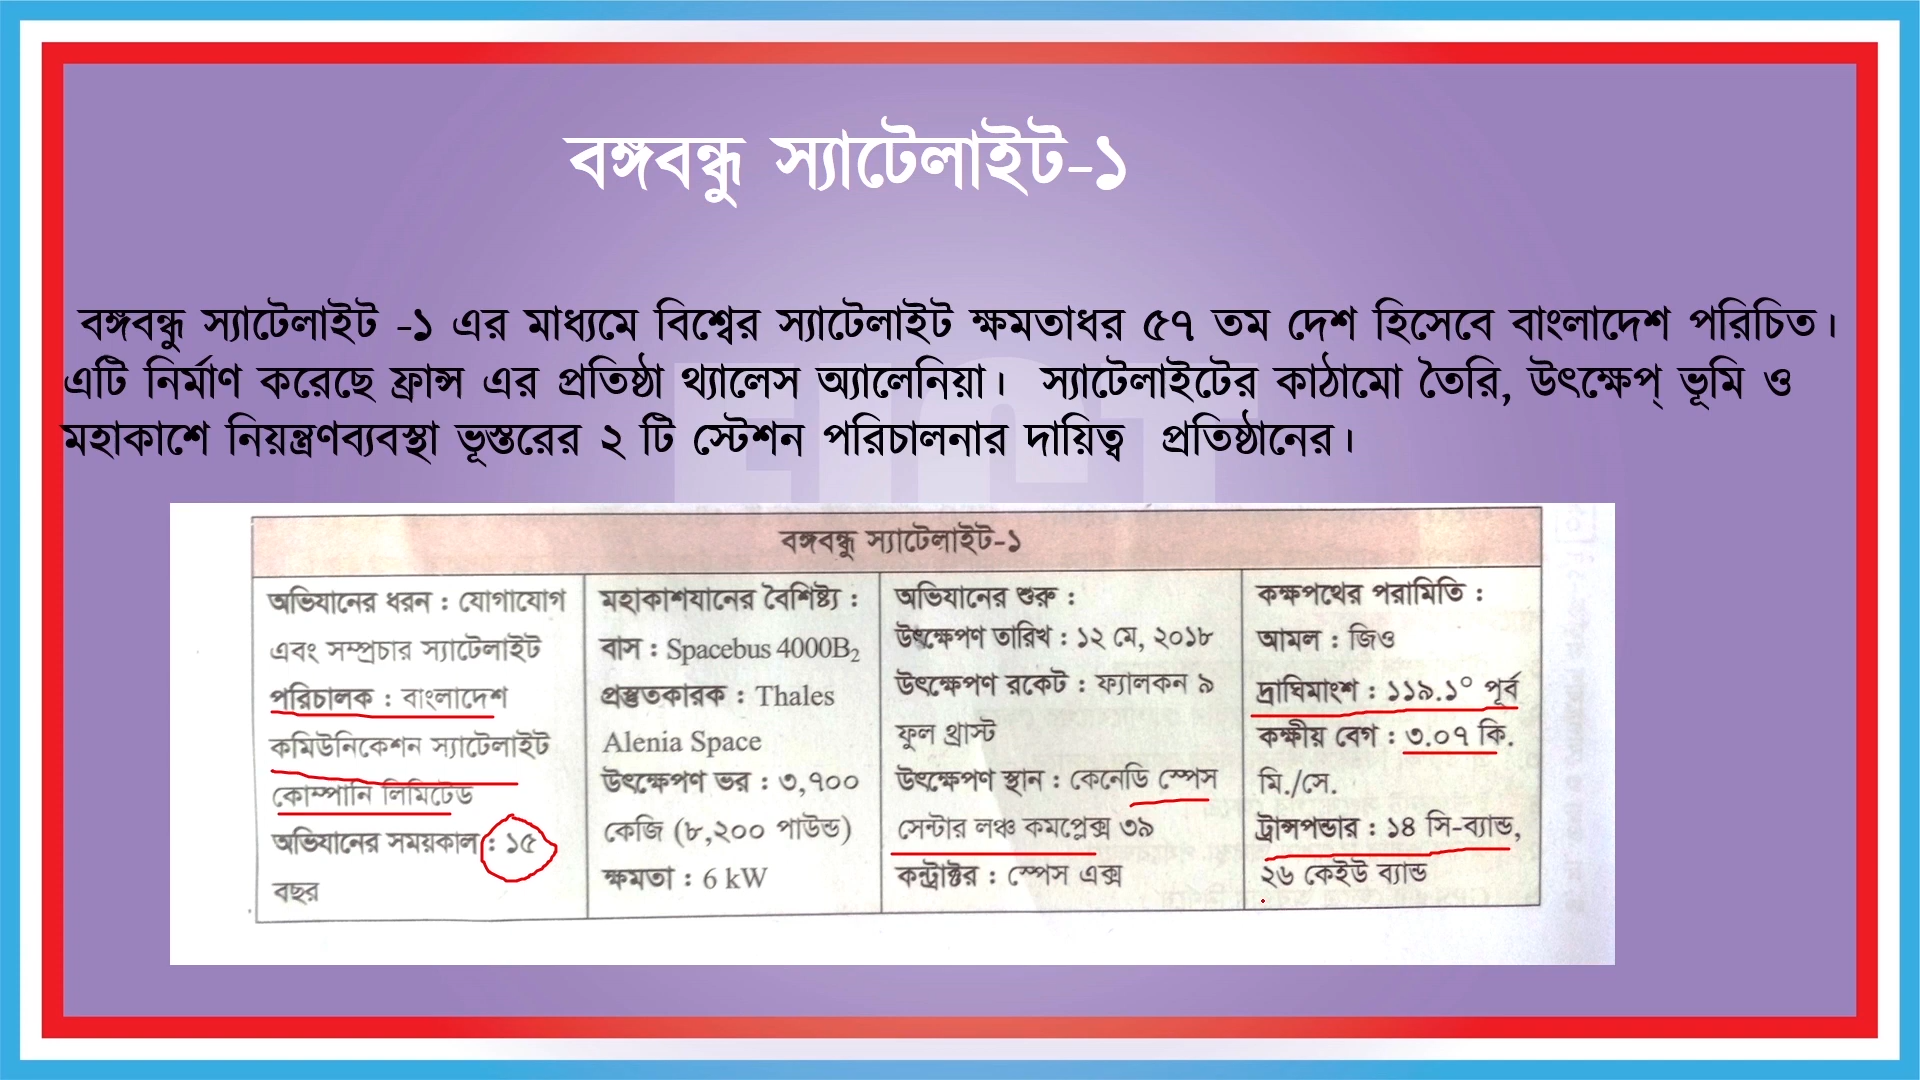 বঙ্গবন্ধু স্যাটেলাইট-১
বঙ্গবন্ধু স্যাটেলাইট -১ এর মাধ্যমে বিশ্বের স্যাটেলাইট ক্ষমতাধর ৫৭ তম দেশ হিসেবে বাংলাদেশ পরিচিত।
এটি নির্মাণ করেছে ফ্রান্স এর প্রতিষ্ঠা থ্যালেস অ্যালেনিয়া। স্যাটেলাইটের কাঠামো তৈরি, উৎক্ষেপ্ ভূমি ও
মহাকাশে নিয়ন্ত্রণব্যবস্থা ভূস্তরের ২ টি স্টেশন পরিচালনার দায়িত্ব প্রতিষ্ঠানের।
বঙ্গবন্ধু স্যাটেলাইট-১
অভিযানের ধরন : যোগাযোগ
এবং সম্প্রচার স্যাটেলাইট
পরিচালক : বাংলাদেশ
কমিউনিকেশন স্যাটেলাইট
কোম্পানি লিমিটেড
অভিযানের সময়কাল : ১৫
বছর
মহাকাশযানের বৈশিষ্ট্য :
বাস : Spacebus 4000B₂
প্রস্তুতকারক : Thales
Alenia Space
উৎক্ষেপণ ভর : ৩,৭০০
কেজি (৮,২০০ পাউন্ড)
ক্ষমতা : 6 kW
অভিযানের শুরু :
উৎক্ষেপণ তারিখ : ১২ মে, ২০১৮
উৎক্ষেপণ রকেট : ফ্যালকন ৯
ফুল থ্রাস্ট
উৎক্ষেপণ স্থান : কেনেডি স্পেস
সেন্টার লঞ্চ কমপ্লেক্স ৩৯
কন্ট্রাক্টর : স্পেস এক্স
কক্ষপথের পরামিতি :
আমল : জিও
দ্রাঘিমাংশ : ১১৯.১° পূর্ব
কক্ষীয় বেগ : ৩.০৭ কি.
মি./সে.
ট্রান্সপন্ডার : ১৪ সি-ব্যান্ড,
২৬ কেইউ ব্যান্ড